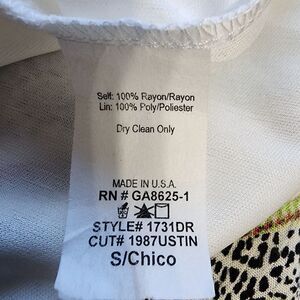 Self: 100% Rayon/Rayon
Lin: 100% Poly/Poliester
Dry Clean Only
MADE IN U.S.A.
RN # GA8625-1
STYLE# 1731DR
CUT# 1987USTIN
S/Chico